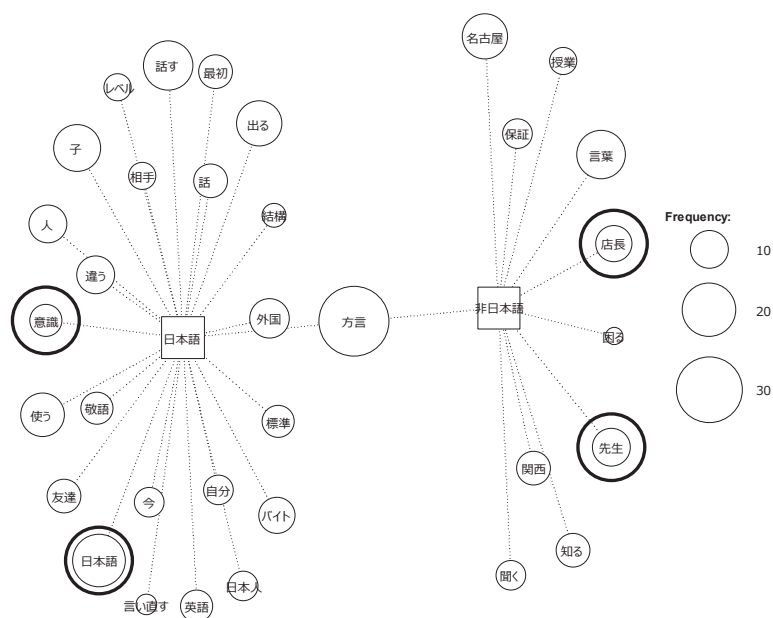 名古屋
話す
最初
授業
レベル
出る
保証
子
言葉
相手
話
結構
人
Frequency:
店長
10
違う
非日本語
20
外国
意識
方言
日本語
困る
30
敬語
使う
標準
先生
関西
自分
友達
今
バイト
知る
日本語
聞く
日本人
言い直す
英語